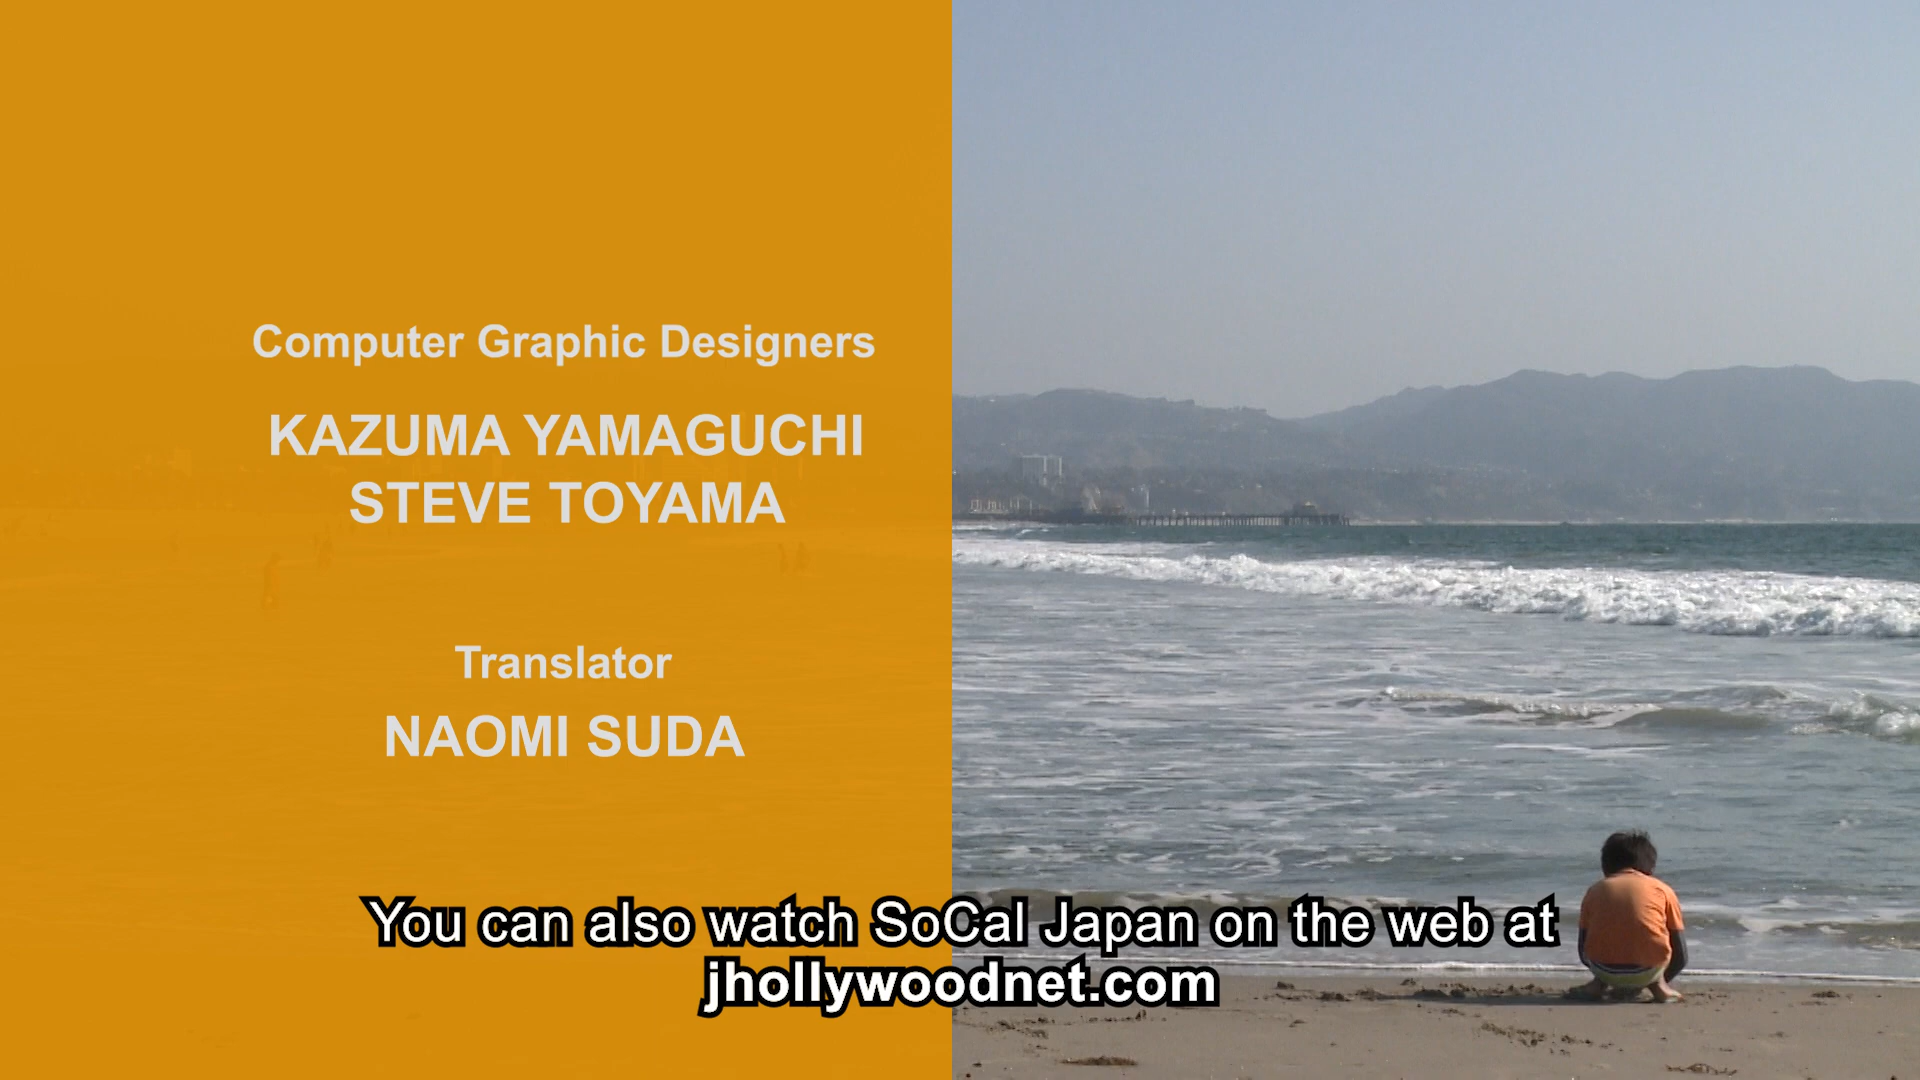 Computer Graphic Designers
KAZUMA YAMAGUCHI
STEVE TOYAMA
Translator
NAOMI SUDA
You can also watch SoCal Japan on the web at
jhollywoodnet.com